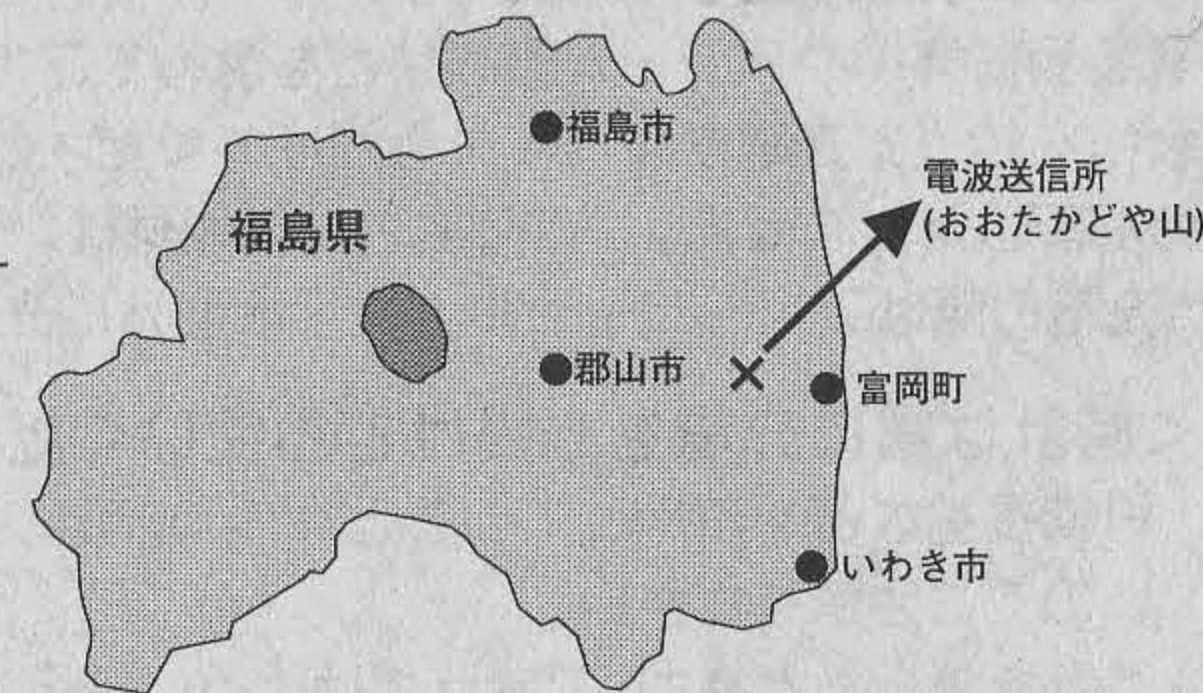 福島市
電波送信所
(おおたかどや山)
福島県
郡山市
富岡町
いわき市